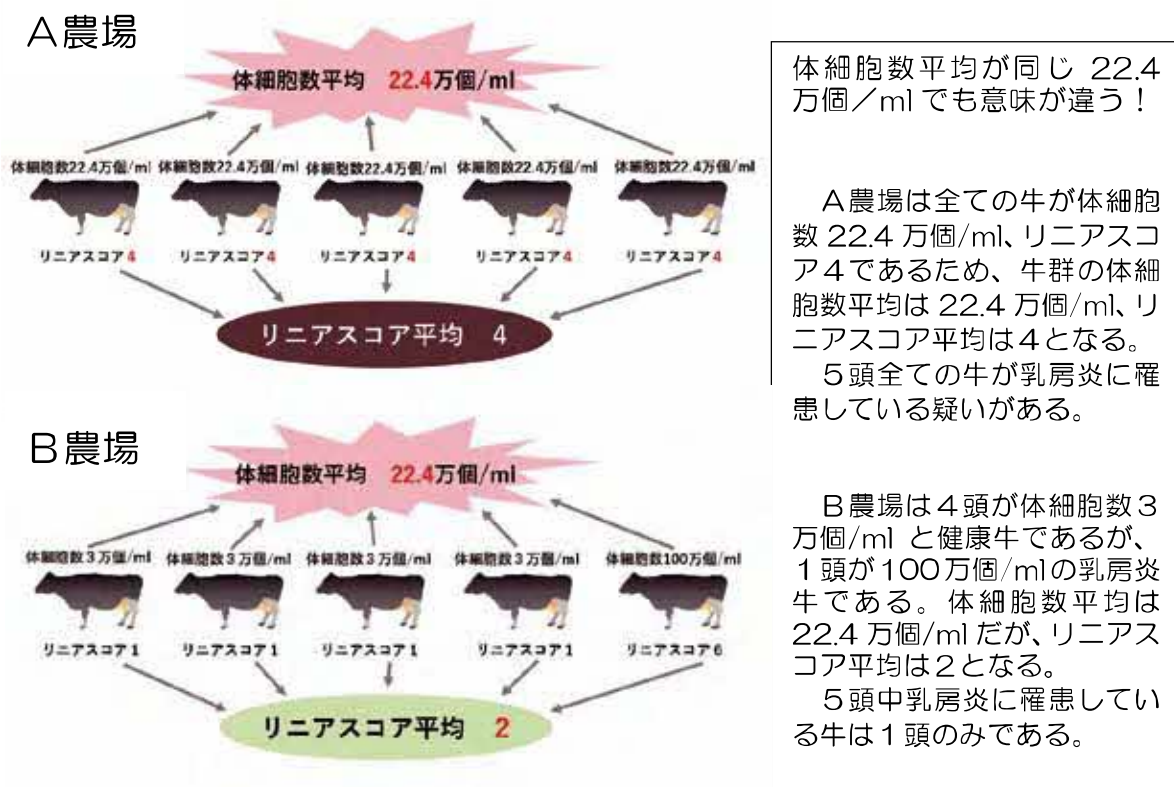 A農場
体細胞数平均 22.4万個/ml
体細胞数22.4万個/ml 体細胞数22.4万個/ml 体細胞数22.4万個/ml 体細胞数22.4万個/ml 体細胞数22.4万個/ml
リニアスコア4 リニアスコア4 リニアスコア4 リニアスコア4 リニアスコア4
リニアスコア平均 4
B農場
体細胞数平均 22.4万個/ml
体細胞数3万個/ml 体細胞数3万個/ml 体細胞数3万個/ml 体細胞数3万個/ml 体細胞数100万個/ml
リニアスコア1 リニアスコア1 リニアスコア1 リニアスコア1 リニアスコア6
リニアスコア平均 2
体細胞数平均が同じ 22.4
万個/ml でも意味が違う!
A農場は全ての牛が体細胞
数 22.4 万個/ml、リニアスコ
ア4であるため、牛群の体細
胞数平均は 22.4 万個/ml、リ
ニアスコア平均は4となる。
5頭全ての牛が乳房炎に罹
患している疑いがある。
B農場は4頭が体細胞数3
万個/ml と健康牛であるが、
1頭が100万個/mlの乳房炎
牛である。体細胞数平均は
22.4 万個/ml だが、リニアス
コア平均は2となる。
5頭中乳房炎に罹患してい
る牛は1頭のみである。